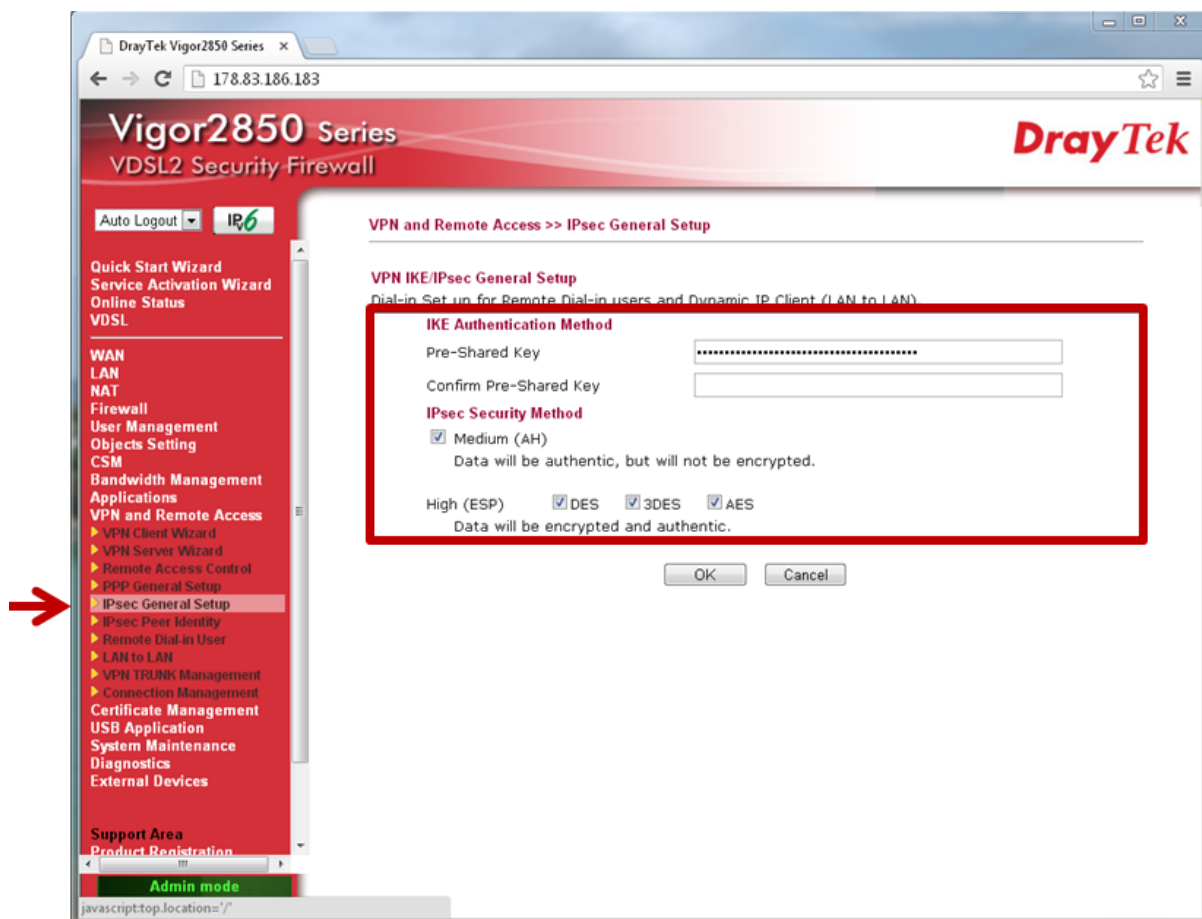 DrayTek Vigor2850 Series ×
178.83.186.183
Vigor2850 Series
VDSL2 Security Firewall
DrayTek
Auto Logout IPv6
Quick Start Wizard
Service Activation Wizard
Online Status
VDSL
WAN
LAN
NAT
Firewall
User Management
Objects Setting
CSM
Bandwidth Management
Applications
VPN and Remote Access
VPN Client Wizard
VPN Server Wizard
Remote Access Control
PPP General Setup
IPsec General Setup
IPsec Peer Identity
Remote Dial-in User
LAN to LAN
VPN TRUNK Management
Connection Management
Certificate Management
USB Application
System Maintenance
Diagnostics
External Devices
Support Area
Product Registration
Admin mode
javascript:top.location='/'
VPN and Remote Access >> IPsec General Setup
VPN IKE/IPsec General Setup
Dial-in Set up for Remote Dial-in users and Dynamic IP Client (LAN to LAN).
IKE Authentication Method
Pre-Shared Key
Confirm Pre-Shared Key
IPsec Security Method
Medium (AH)
Data will be authentic, but will not be encrypted.
High (ESP) DES 3DES AES
Data will be encrypted and authentic.
OK Cancel